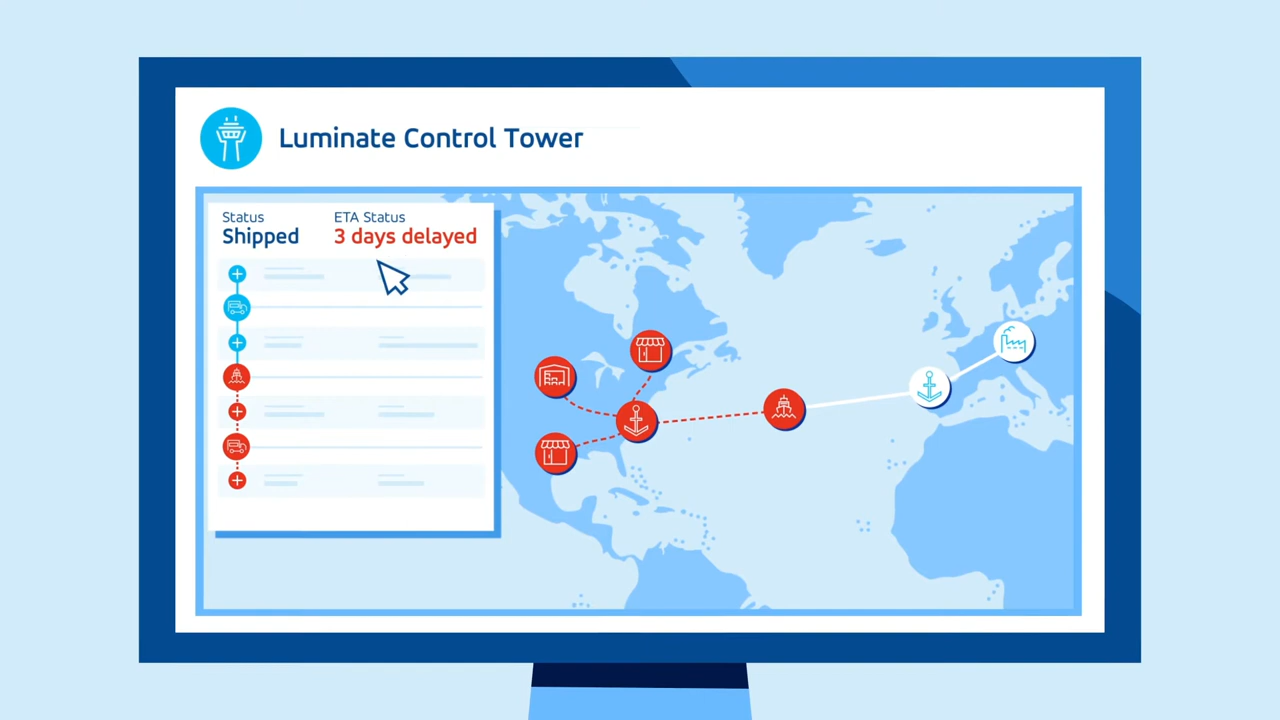 Luminate Control Tower
Status
ETA Status
Shipped
3 days delayed